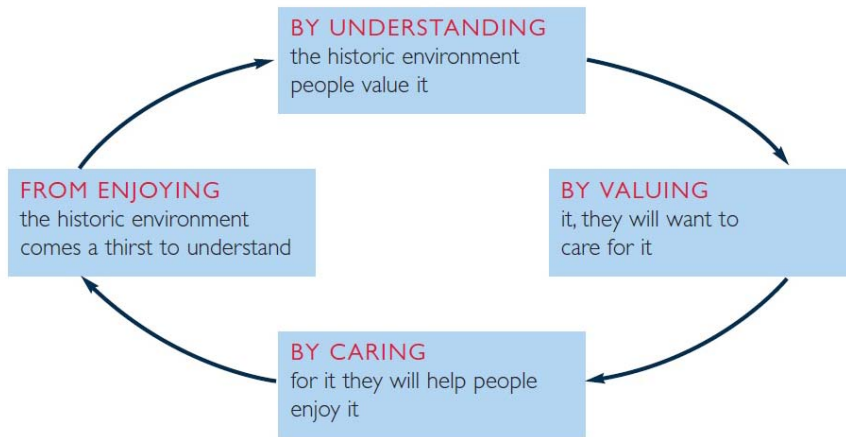 BY UNDERSTANDING
the historic environment
people value it
BY VALUING
it, they will want to
care for it
BY CARING
for it they will help people
enjoy it
FROM ENJOYING
the historic environment
comes a thirst to understand